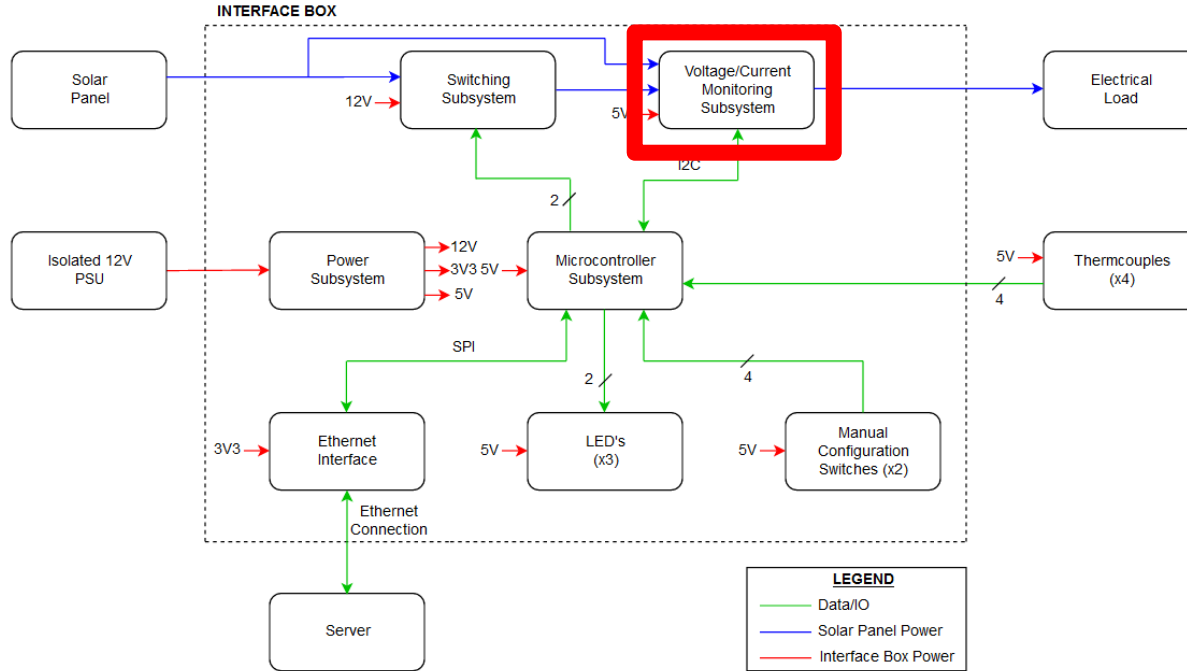 INTERFACE BOX
Solar
Panel
Switching
Subsystem
12V
Voltage/Current
Monitoring
Subsystem
5V
Electrical
Load
2
I2C
Isolated 12V
PSU
Power
Subsystem
12V
3V3
5V
5V
Microcontroller
Subsystem
5V
Thermcouples
(x4)
4
SPI
2
4
3V3
Ethernet
Interface
5V
LED's
(x3)
5V
Manual
Configuration
Switches (x2)
Ethernet
Connection
Server
LEGEND
Data/IO
Solar Panel Power
Interface Box Power